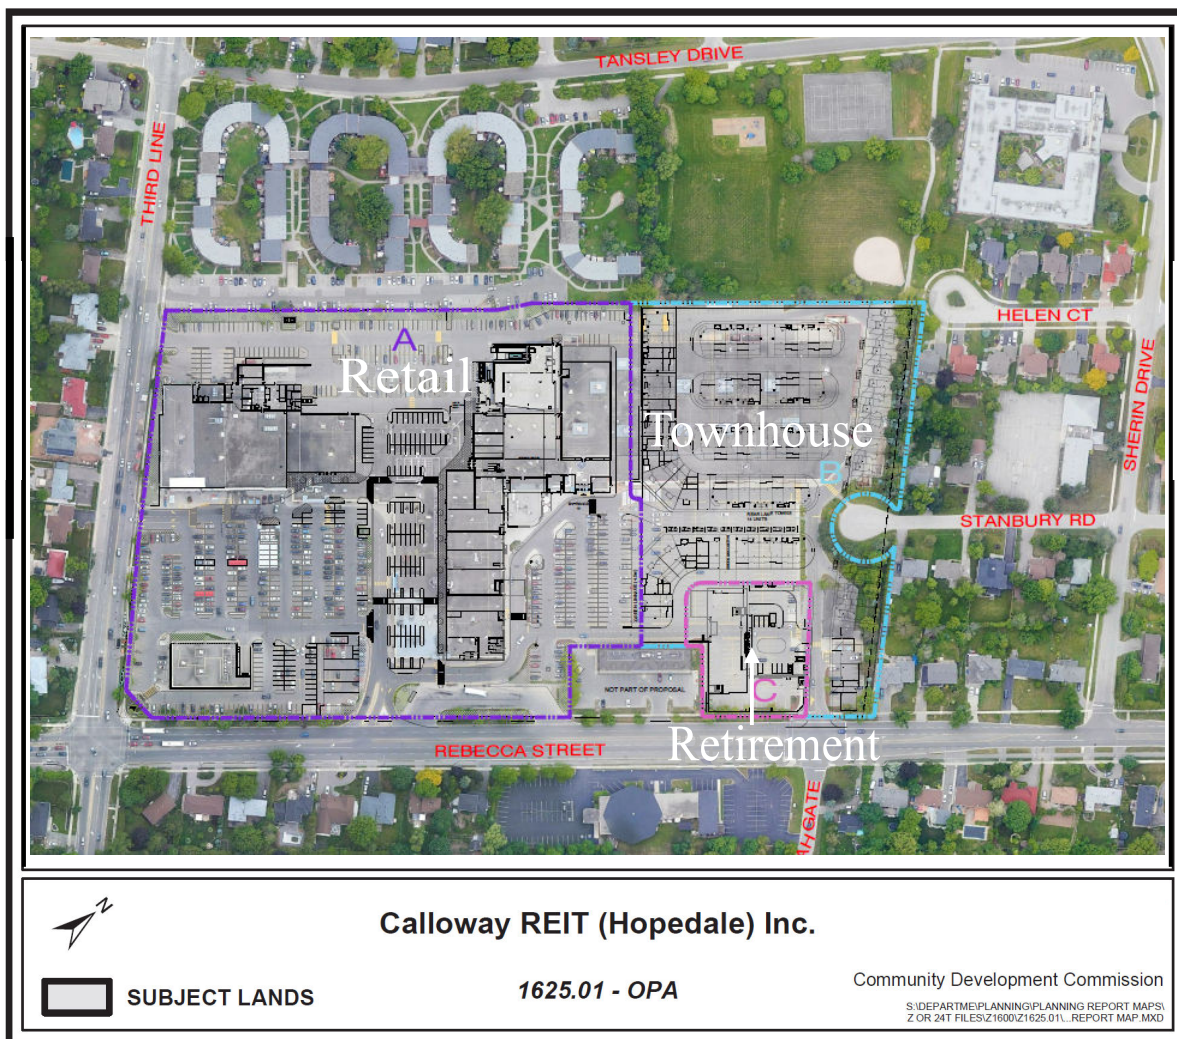 TANSLEY DRIVE
THIRD LINE
HELEN CT
A
Retail
SHERIN DRIVE
Townhouse
B
STANBURY RD
NOT PART OF PROPOSAL
C
REBECCA STREET
Retirement
AH GATE
N
Calloway REIT (Hopedale) Inc.
SUBJECT LANDS
1625.01 - OPA
Community Development Commission
S:\DEPARTME\PLANNING\PLANNING REPORT MAPS\
Z OR 24T FILES\Z1600\Z1625.01\...REPORT MAP.MXD